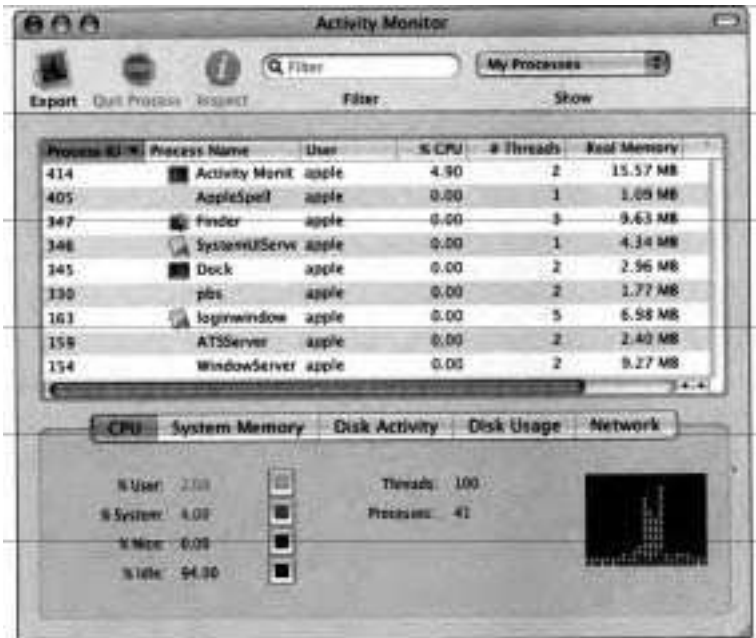 Activity Monitor
Filter
My Processes
Export Quit Process Inspect Filter Show
Process ID Process Name User % CPU # Threads Real Memory
414 Activity Monit apple 4.90 2 15.57 MB
405 AppleSpell apple 0.00 1 1.09 MB
347 Finder apple 0.00 3 9.63 MB
346 SystemUIServe apple 0.00 1 4.34 MB
345 Dock apple 0.00 2 2.96 MB
330 pbs apple 0.00 2 1.77 MB
163 loginwindow apple 0.00 5 6.98 MB
159 ATSServer apple 0.00 2 2.40 MB
154 WindowServer apple 0.00 2 9.27 MB
CPU System Memory Disk Activity Disk Usage Network
% User: 2.00 Threads: 100
% System: 4.00 Processes: 41
% Nice: 0.00
% Idle: 94.00